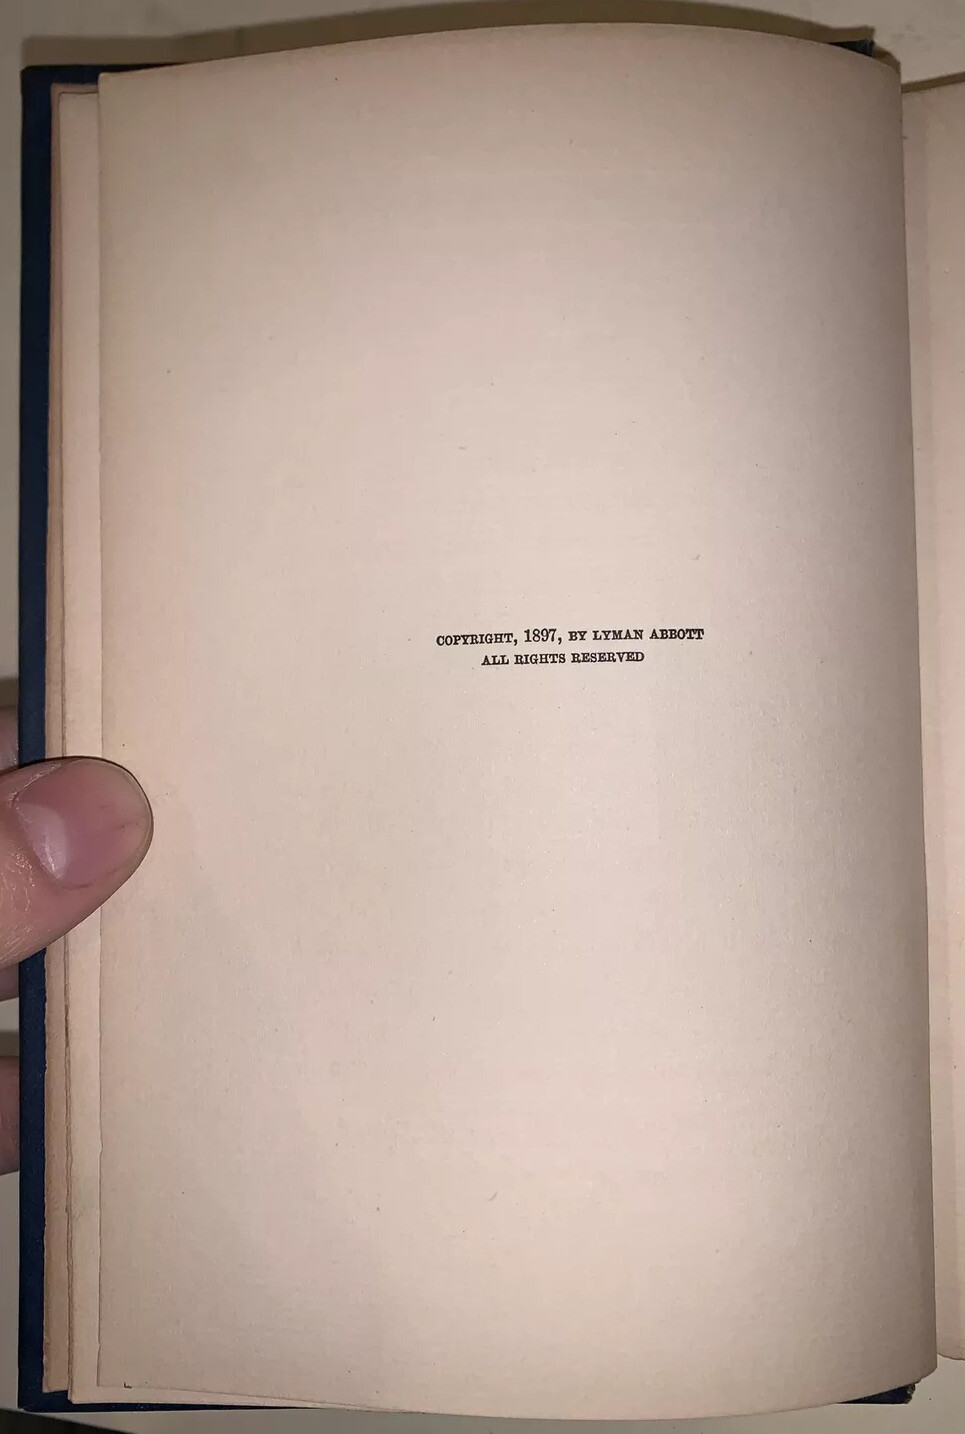 COPYRIGHT, 1897, BY LYMAN ABBOTT
ALL RIGHTS RESERVED